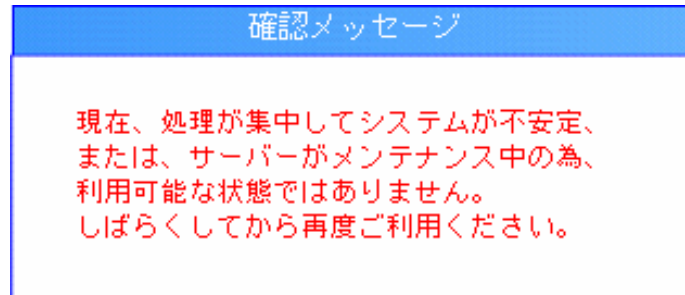 確認メッセージ
現在、処理が集中してシステムが不安定、
または、サーバーがメンテナンス中の為、
利用可能な状態ではありません。
しばらくしてから再度ご利用ください。